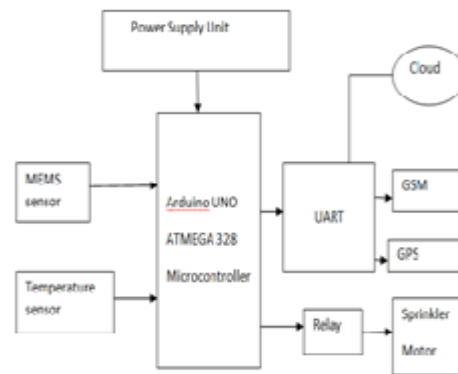 Power Supply Unit
Cloud
MEMS
sensor
Arduino UNO
ATMEGA 328
Microcontroller
UART
GSM
GPS
Temperature
sensor
Relay
Sprinkler
Motor